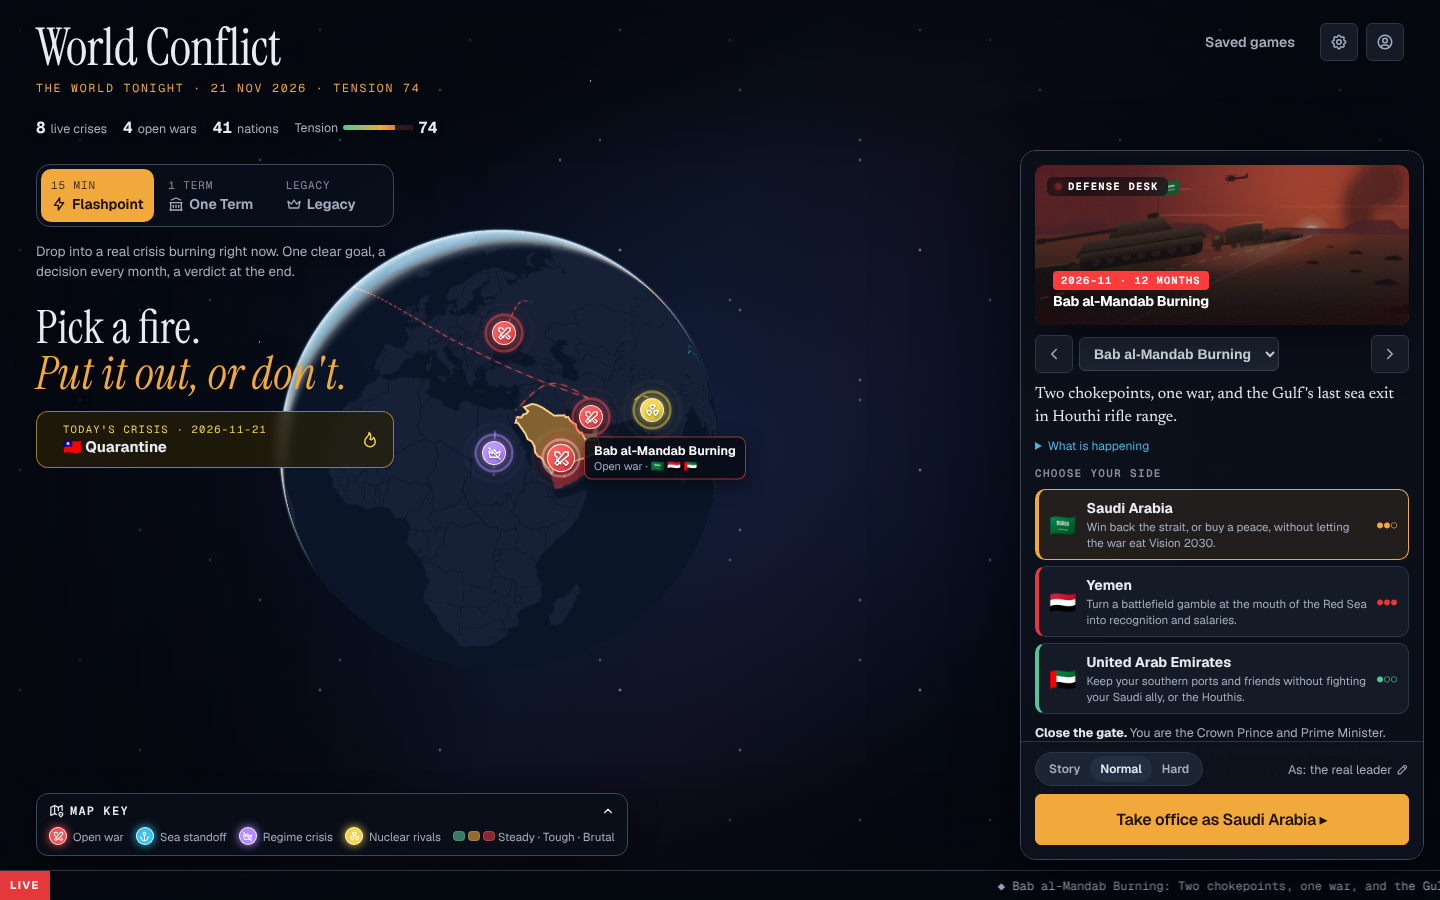 World Conflict
THE WORLD TONIGHT · 21 NOV 2026 · TENSION 74
8 live crises 4 open wars 41 nations Tension 74
Saved games
15 MIN
Flashpoint
1 TERM
One Term
LEGACY
Legacy
Drop into a real crisis burning right now. One clear goal, a
decision every month, a verdict at the end.
Pick a fire.
Put it out, or don't.
TODAY'S CRISIS · 2026-11-21
Quarantine
Bab al-Mandab Burning
Open war ·
DEFENSE DESK
2026-11 · 12 MONTHS
Bab al-Mandab Burning
Bab al-Mandab Burning
Two chokepoints, one war, and the Gulf's last sea exit
in Houthi rifle range.
What is happening
CHOOSE YOUR SIDE
Saudi Arabia
Win back the strait, or buy a peace, without letting
the war eat Vision 2030.
Yemen
Turn a battlefield gamble at the mouth of the Red Sea
into recognition and salaries.
United Arab Emirates
Keep your southern ports and friends without fighting
your Saudi ally, or the Houthis.
Close the gate. You are the Crown Prince and Prime Minister.
Story Normal Hard
As: the real leader
Take office as Saudi Arabia ▸
MAP KEY
Open war Sea standoff Regime crisis Nuclear rivals Steady · Tough · Brutal
LIVE
◆ Bab al-Mandab Burning: Two chokepoints, one war, and the Gul